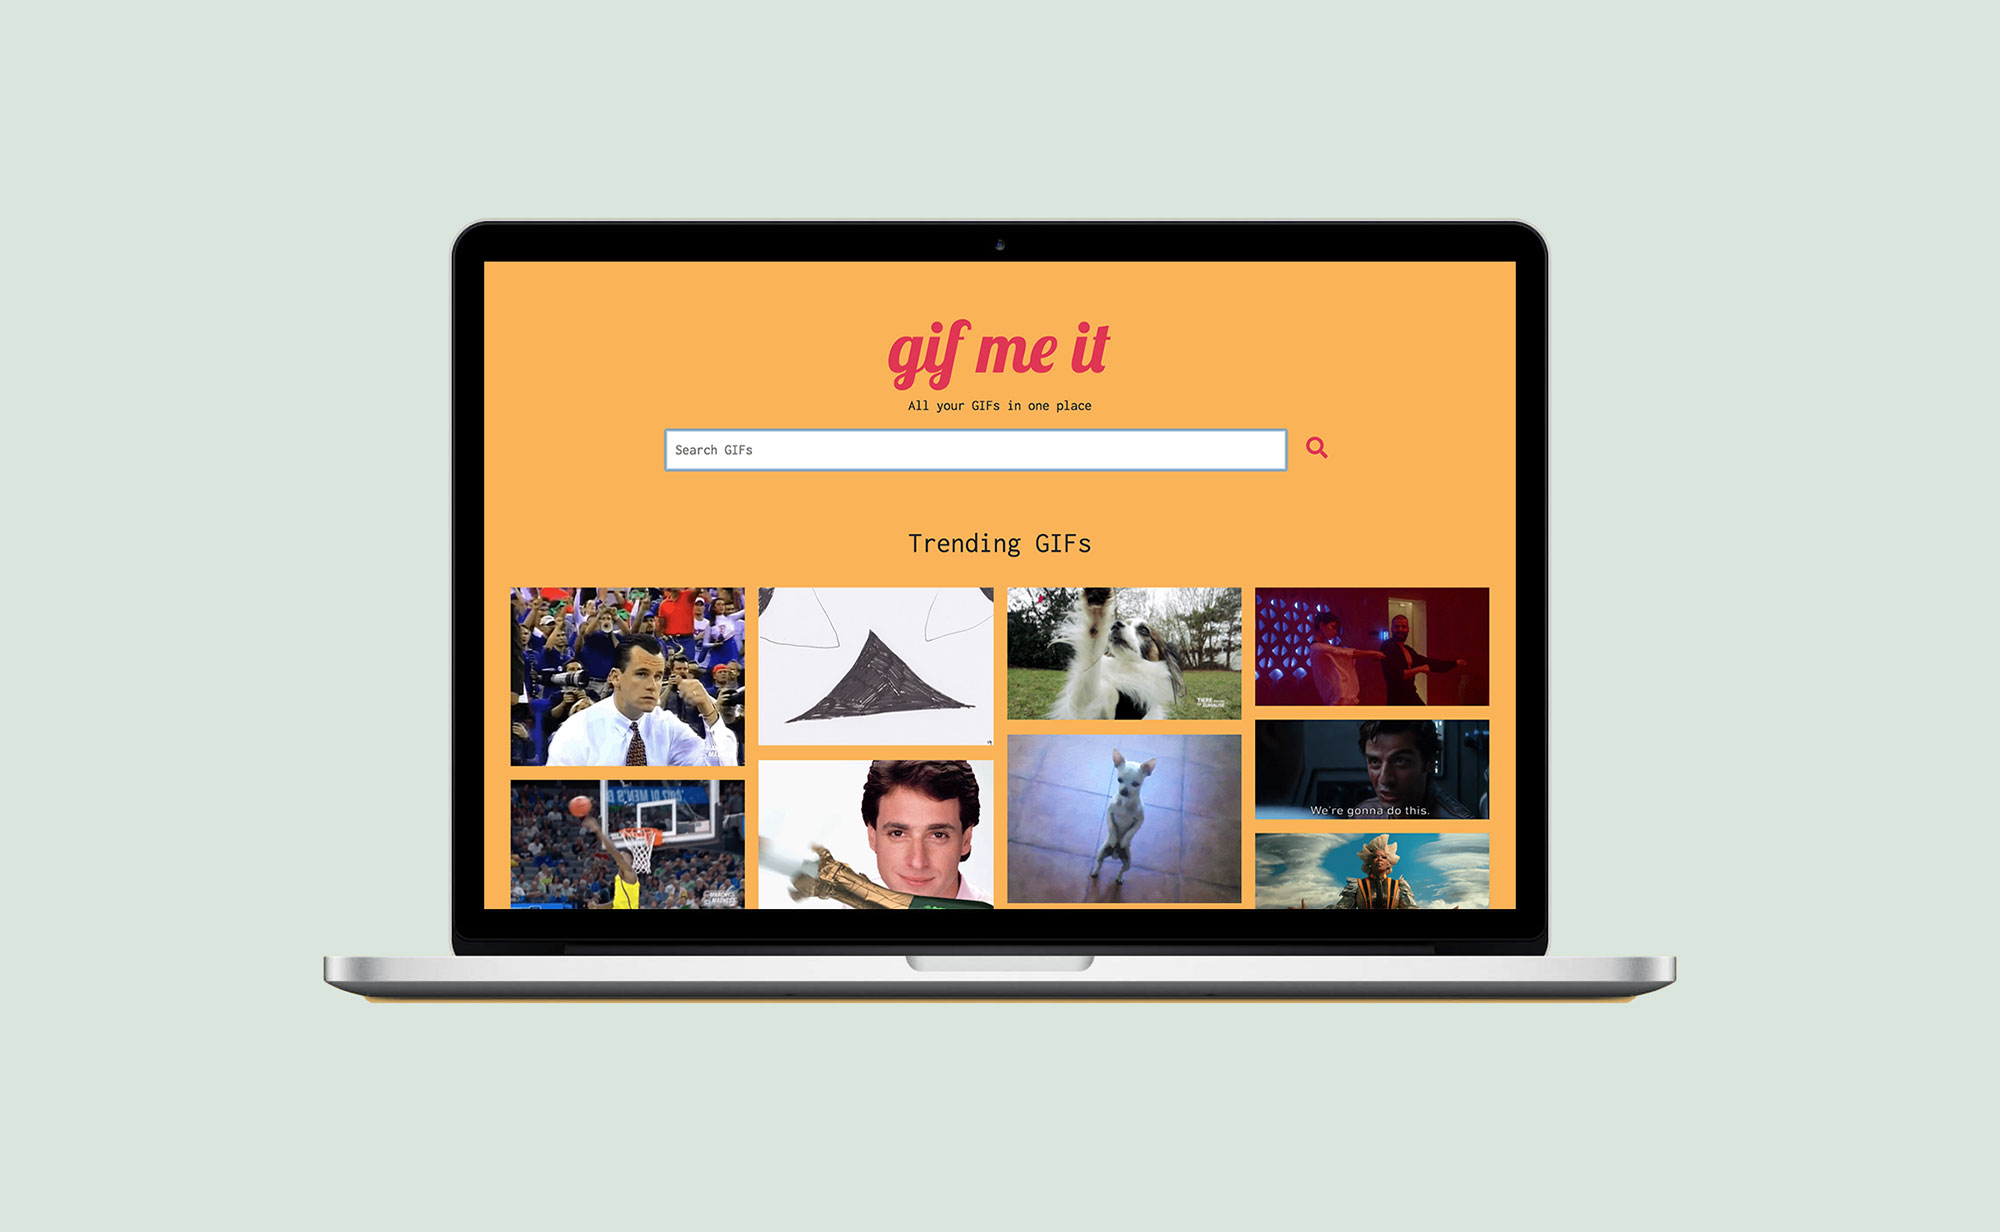 gif me it
All your GIFs in one place
Search GIFs
Trending GIFs
We're gonna do this.